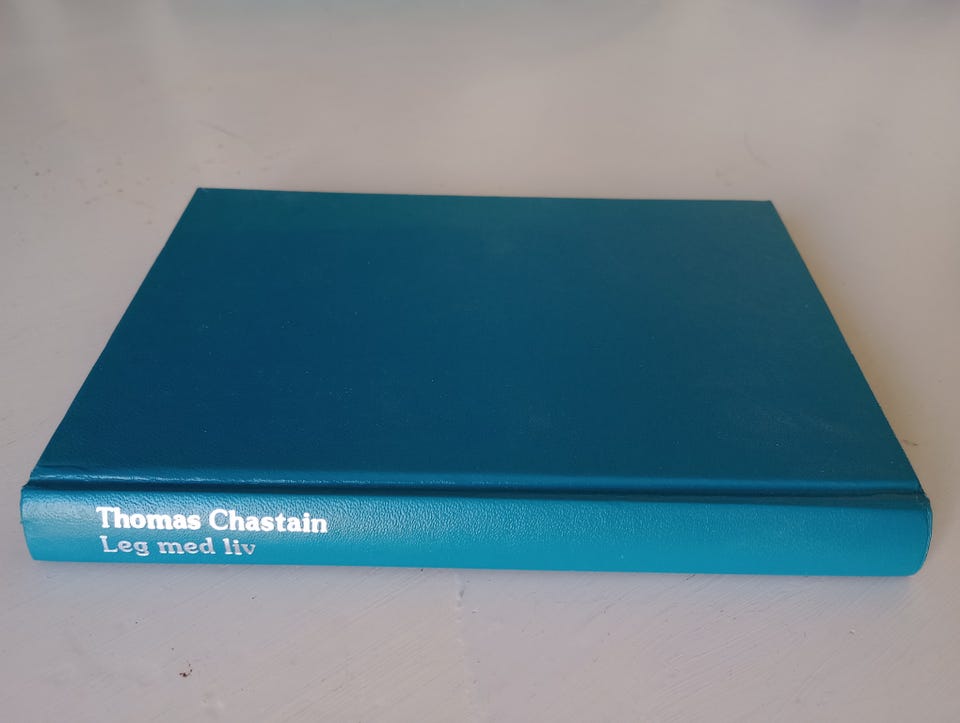 Thomas Chastain
Leg med liv